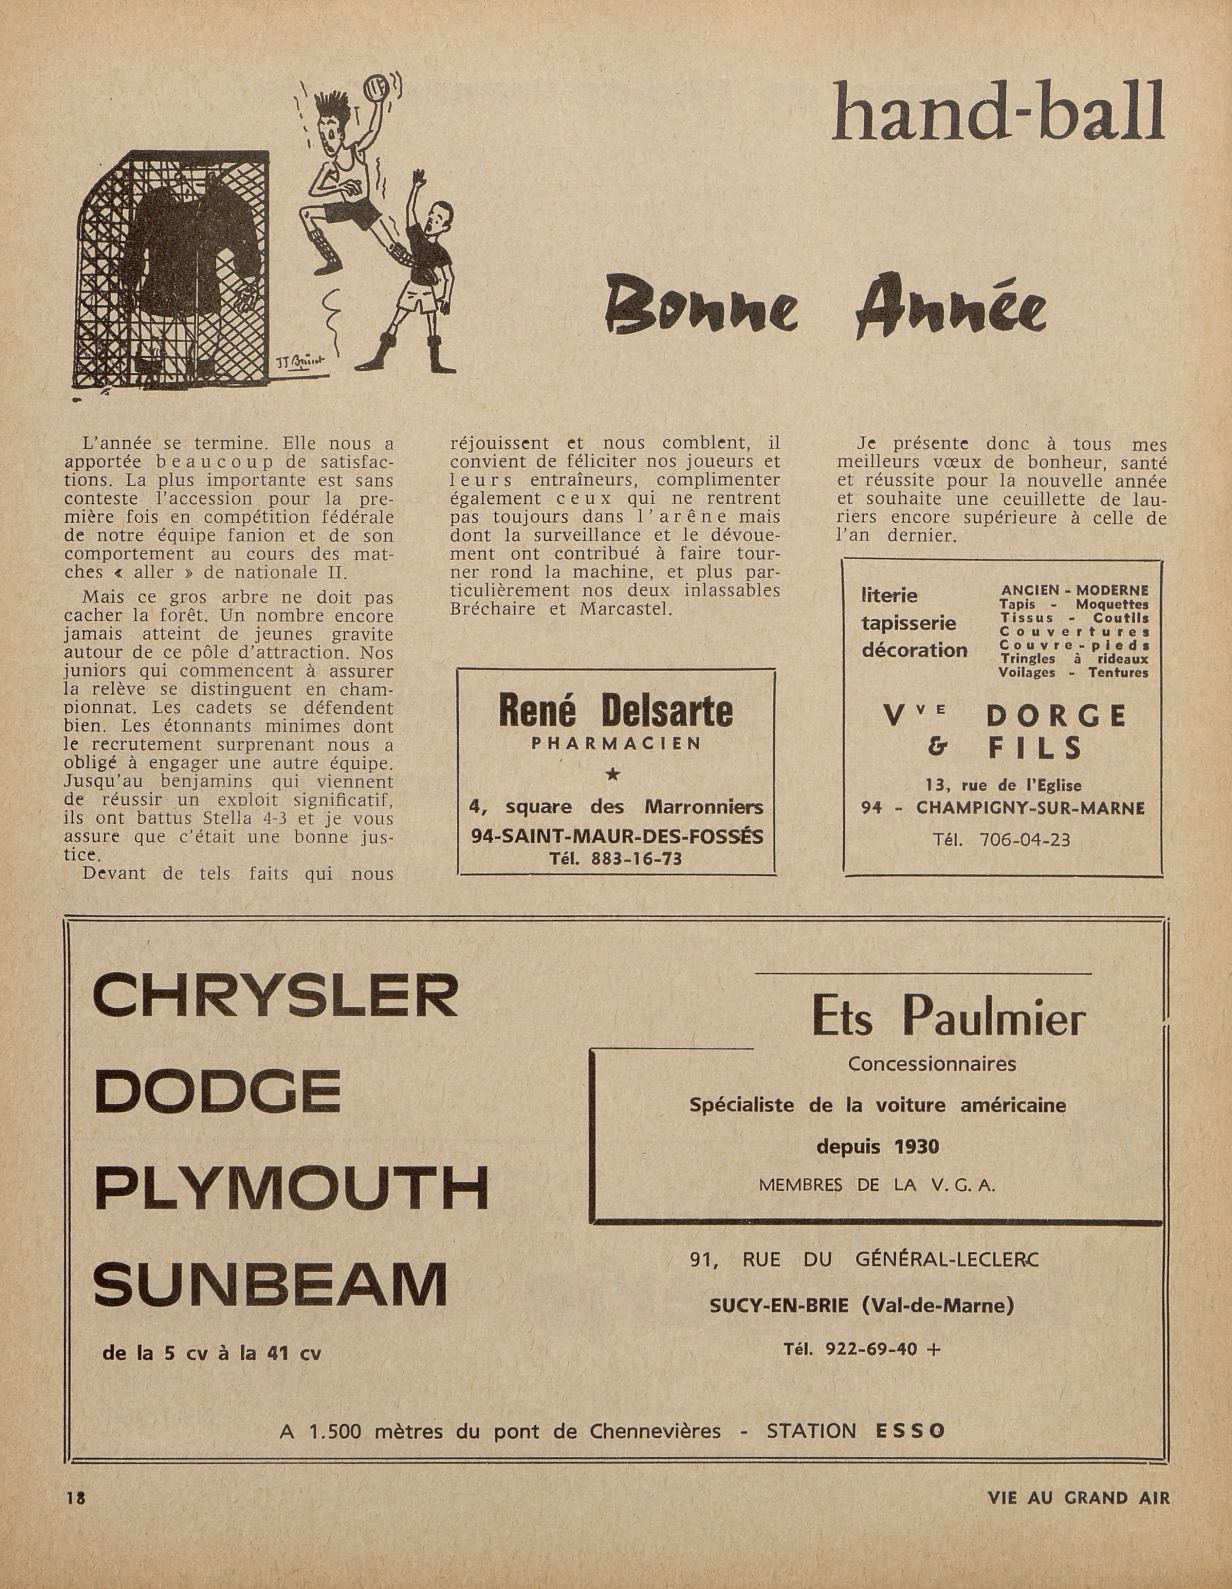 hand-ball
Bonne Année
L'année se termine. Elle nous a
apportée beaucoup de satisfac-
tions. La plus importante est sans
conteste l'accession pour la pre-
mière fois en compétition fédérale
de notre équipe fanion et de son
comportement au cours des mat-
ches « aller » de nationale II.
Mais ce gros arbre ne doit pas
cacher la forêt. Un nombre encore
jamais atteint de jeunes gravite
autour de ce pôle d'attraction. Nos
juniors qui commencent à assurer
la relève se distinguent en cham-
pionnat. Les cadets se défendent
bien. Les étonnants minimes dont
le recrutement surprenant nous a
obligé à engager une autre équipe.
Jusqu'au benjamins qui viennent
de réussir un exploit significatif,
ils ont battus Stella 4-3 et je vous
assure que c'était une bonne jus-
tice.
Devant de tels faits qui nous
réjouissent et nous comblent, il
convient de féliciter nos joueurs et
leurs entraîneurs, complimenter
également ceux qui ne rentrent
pas toujours dans l'arêne mais
dont la surveillance et le dévoue-
ment ont contribué à faire tour-
ner rond la machine, et plus par-
ticulièrement nos deux inlassables
Bréchaire et Marcastel.
Je présente donc à tous mes
meilleurs vœux de bonheur, santé
et réussite pour la nouvelle année
et souhaite une ceuillette de lau-
riers encore supérieure à celle de
l'an dernier.
René Delsarte
PHARMACIEN
4, square des Marronniers
94-SAINT-MAUR-DES-FOSSÉS
Tél. 883-16-73
literie
tapisserie
décoration
ANCIEN - MODERNE
Tapis - Moquettes
Tissus - Coutils
Couvertures
Couvre-pieds
Tringles à rideaux
Voilages - Tentures
VVE DORGE
& FILS
13, rue de l'Eglise
94 - CHAMPIGNY-SUR-MARNE
Tél. 706-04-23
CHRYSLER
DODGE
PLYMOUTH
SUNBEAM
de la 5 cv à la 41 cv
Ets Paulmier
Concessionnaires
Spécialiste de la voiture américaine
depuis 1930
MEMBRES DE LA V.G.A.
91, RUE DU GÉNÉRAL-LECLERC
SUCY-EN-BRIE (Val-de-Marne)
Tél. 922-69-40 +
A 1.500 mètres du pont de Chennevières - STATION ESSO
18
VIE AU GRAND AIR